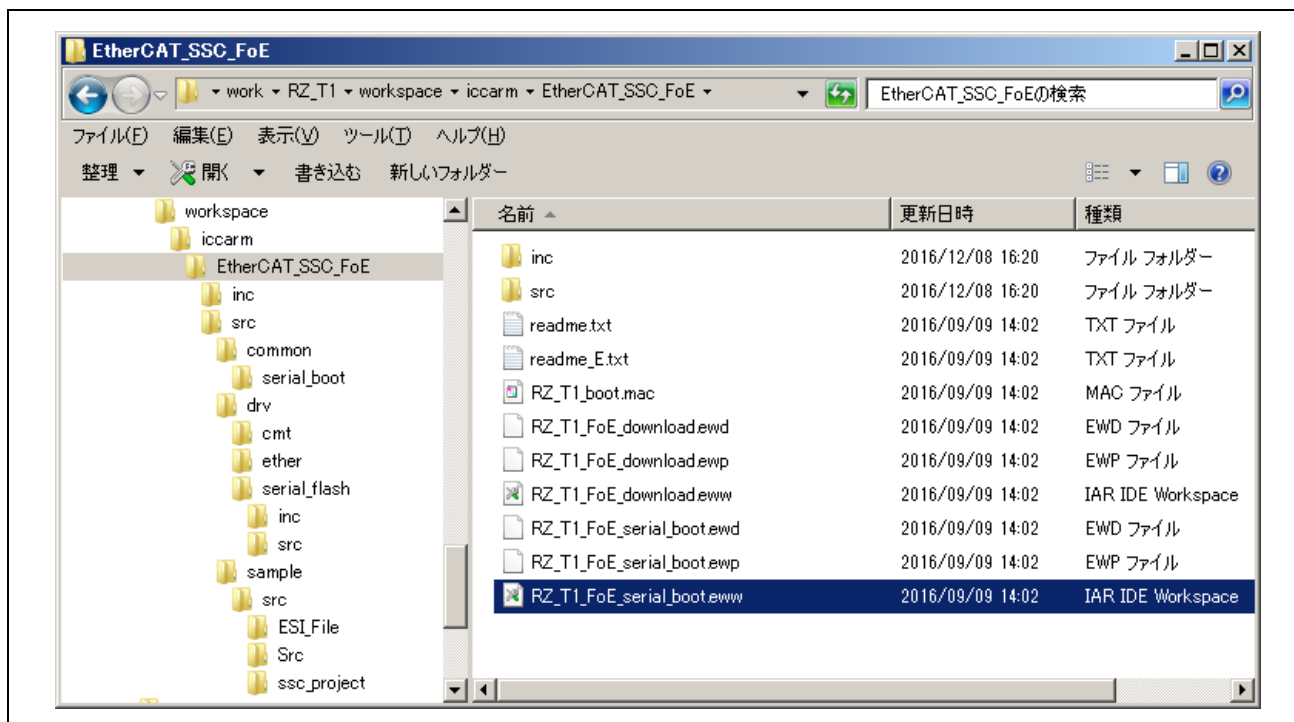 EtherCAT_SSC_FoE
work RZ_T1 workspace iccarm EtherCAT_SSC_FoE
EtherCAT_SSC_FoEの検索
ファイル(F) 編集(E) 表示(V) ツール(T) ヘルプ(H)
整理 開く 書き込む 新しいフォルダー
workspace
iccarm
EtherCAT_SSC_FoE
inc
src
common
serial_boot
drv
cmt
ether
serial_flash
inc
src
sample
src
ESI_File
Src
ssc_project
名前 更新日時 種類
inc 2016/12/08 16:20 ファイル フォルダー
src 2016/12/08 16:20 ファイル フォルダー
readme.txt 2016/09/09 14:02 TXT ファイル
readme_E.txt 2016/09/09 14:02 TXT ファイル
RZ_T1_boot.mac 2016/09/09 14:02 MAC ファイル
RZ_T1_FoE_download.ewd 2016/09/09 14:02 EWD ファイル
RZ_T1_FoE_download.ewp 2016/09/09 14:02 EWP ファイル
RZ_T1_FoE_download.eww 2016/09/09 14:02 IAR IDE Workspace
RZ_T1_FoE_serial_boot.ewd 2016/09/09 14:02 EWD ファイル
RZ_T1_FoE_serial_boot.ewp 2016/09/09 14:02 EWP ファイル
RZ_T1_FoE_serial_boot.eww 2016/09/09 14:02 IAR IDE Workspace